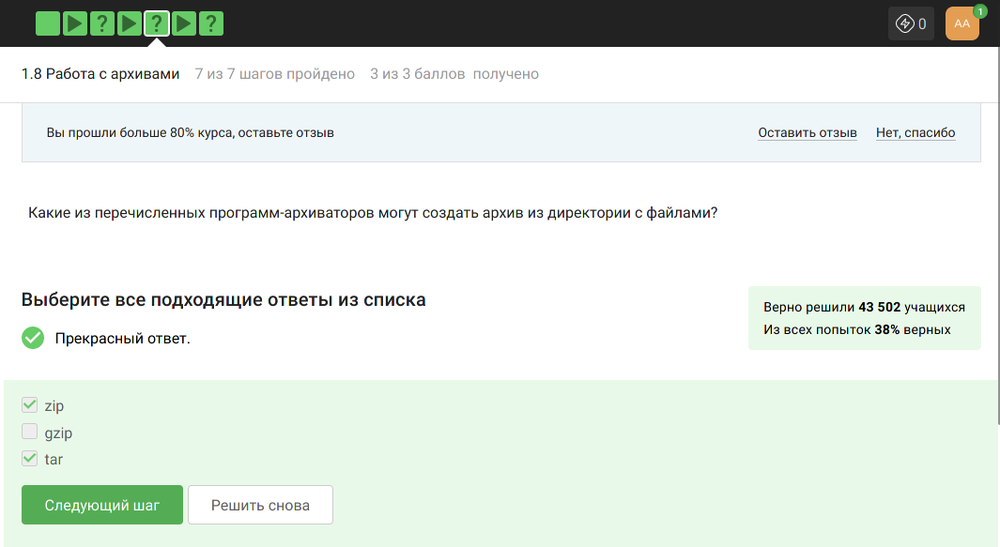 ? ? ? 0 AA 1
1.8 Работа с архивами 7 из 7 шагов пройдено 3 из 3 баллов получено
Вы прошли больше 80% курса, оставьте отзыв Оставить отзыв Нет, спасибо
Какие из перечисленных программ-архиваторов могут создать архив из директории с файлами?
Выберите все подходящие ответы из списка
Верно решили 43 502 учащихся
Из всех попыток 38% верных
Прекрасный ответ.
zip
gzip
tar
Следующий шаг Решить снова